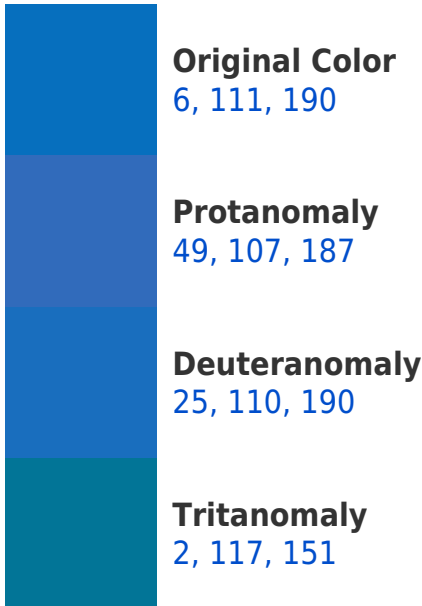 Original Color
6, 111, 190
Protanomaly
49, 107, 187
Deuteranomaly
25, 110, 190
Tritanomaly
2, 117, 151